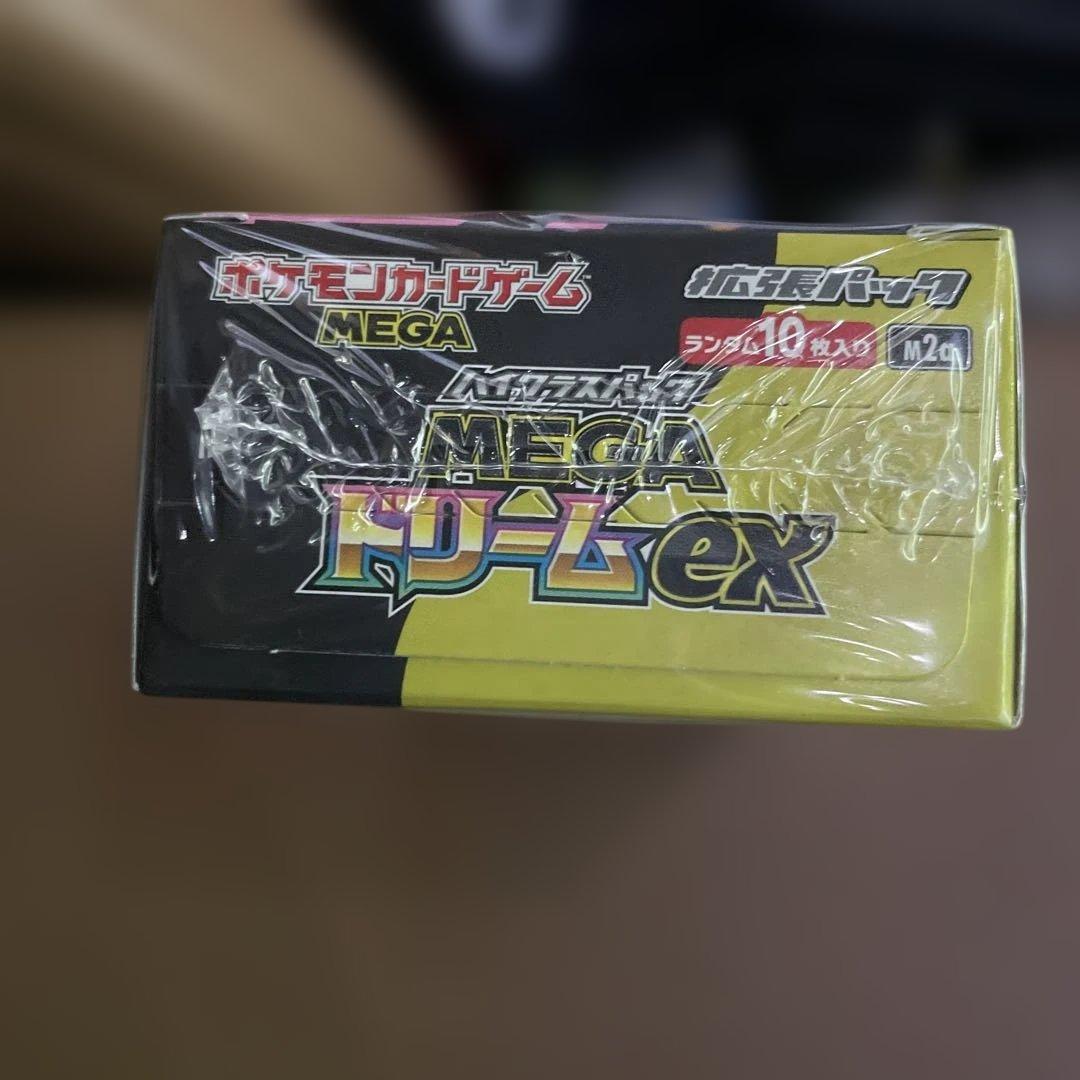 ポケモンカードゲーム™
MEGA
拡張パック
ランダム10枚入り
M2a
ハイクラスパック
MEGA
ドリームex